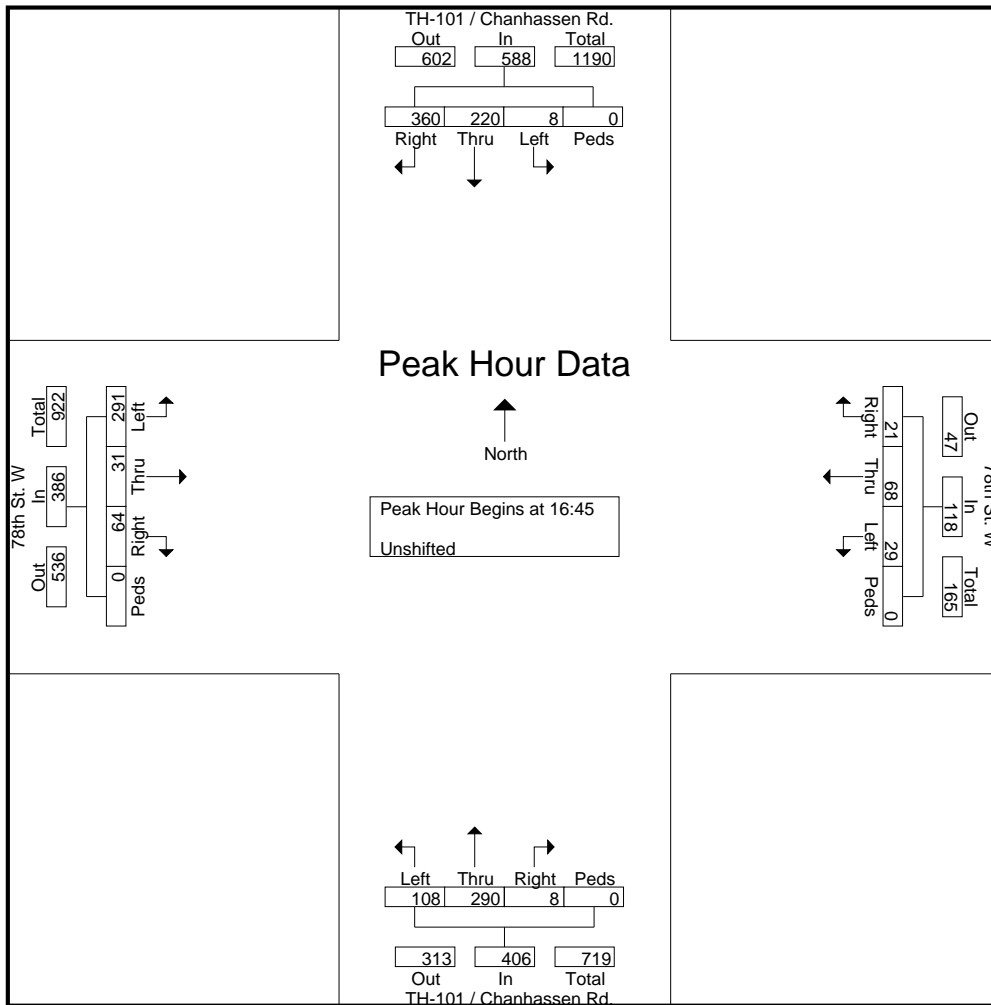 TH-101 / Chanhassen Rd.
Out In Total
602 588 1190
360 220 8 0
Right Thru Left Peds
Peak Hour Data
North
Peak Hour Begins at 16:45
Unshifted
78th St. W
Total In Out
922 386 536
291 31 64 0
Left Thru Right Peds
Right Thru Left Peds
21 68 29 0
Out In Total
47 118 165
78th St. W
Left Thru Right Peds
108 290 8 0
313 406 719
Out In Total
TH-101 / Chanhassen Rd.